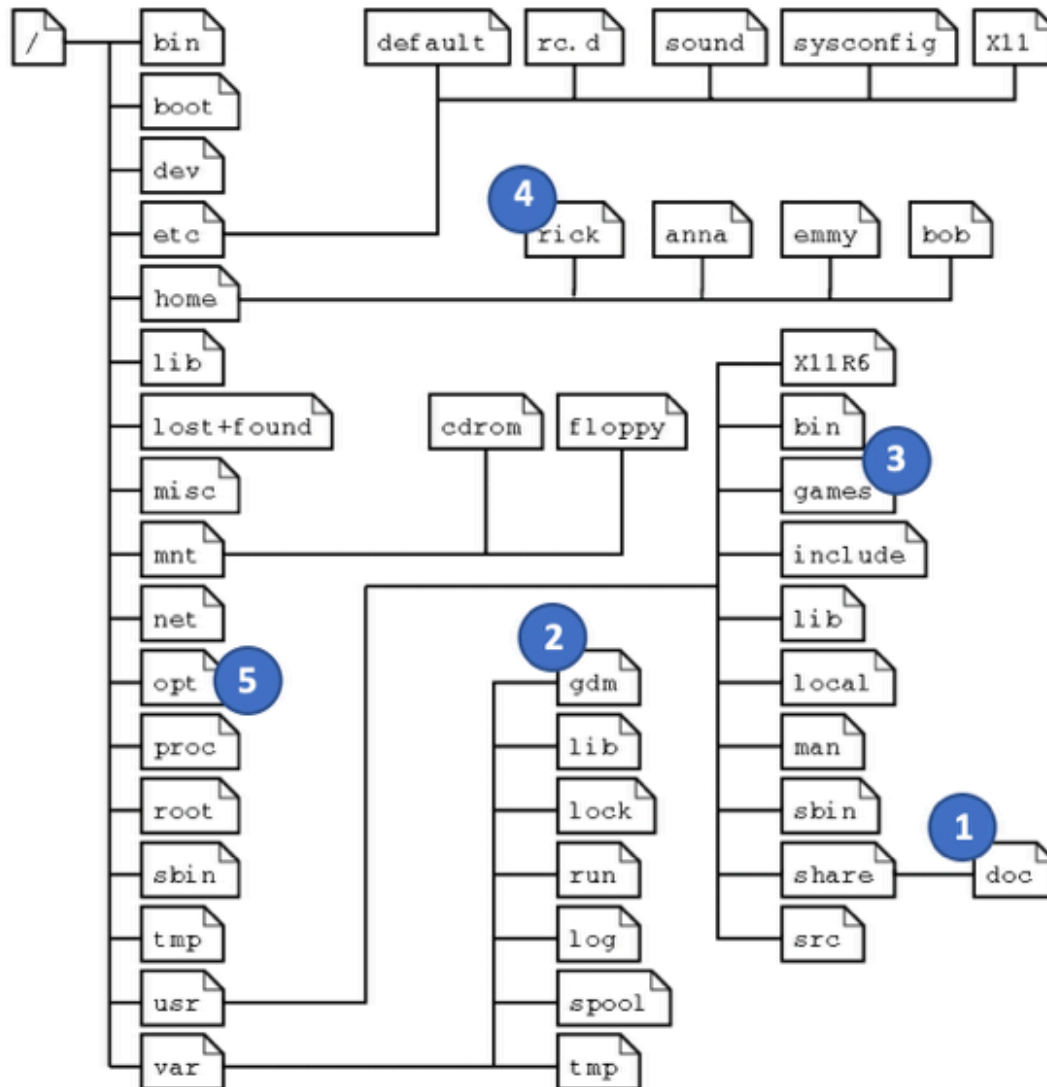 / bin default rc.d sound sysconfig X11
boot
dev
4
etc rick anna emmy bob
home
lib X11R6
lost+found cdrom floppy bin
3
misc games
mnt include
net lib
2
opt 5 gdm local
proc lib man
root lock sbin
1
sbin run share doc
tmp log src
usr spool
var tmp